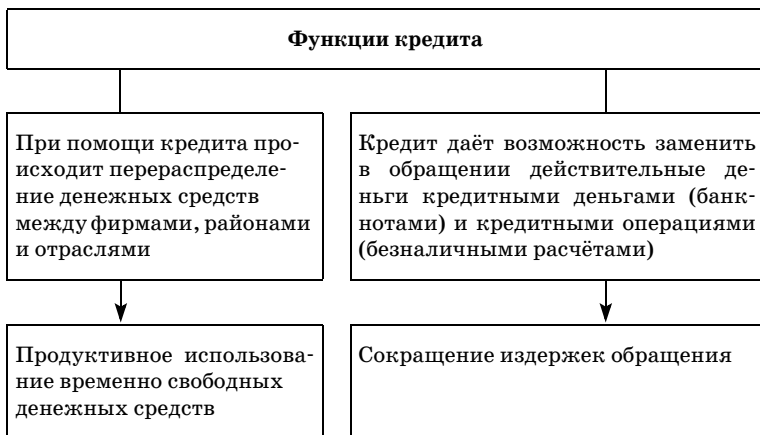 Функции кредита
При помощи кредита про-
исходит перераспределе-
ние денежных средств
между фирмами, районами
и отраслями
Кредит даёт возможность заменить
в обращении действительные де-
ньги кредитными деньгами (банк-
нотами) и кредитными операциями
(безналичными расчётами)
Продуктивное использова-
ние временно свободных
денежных средств
Сокращение издержек обращения